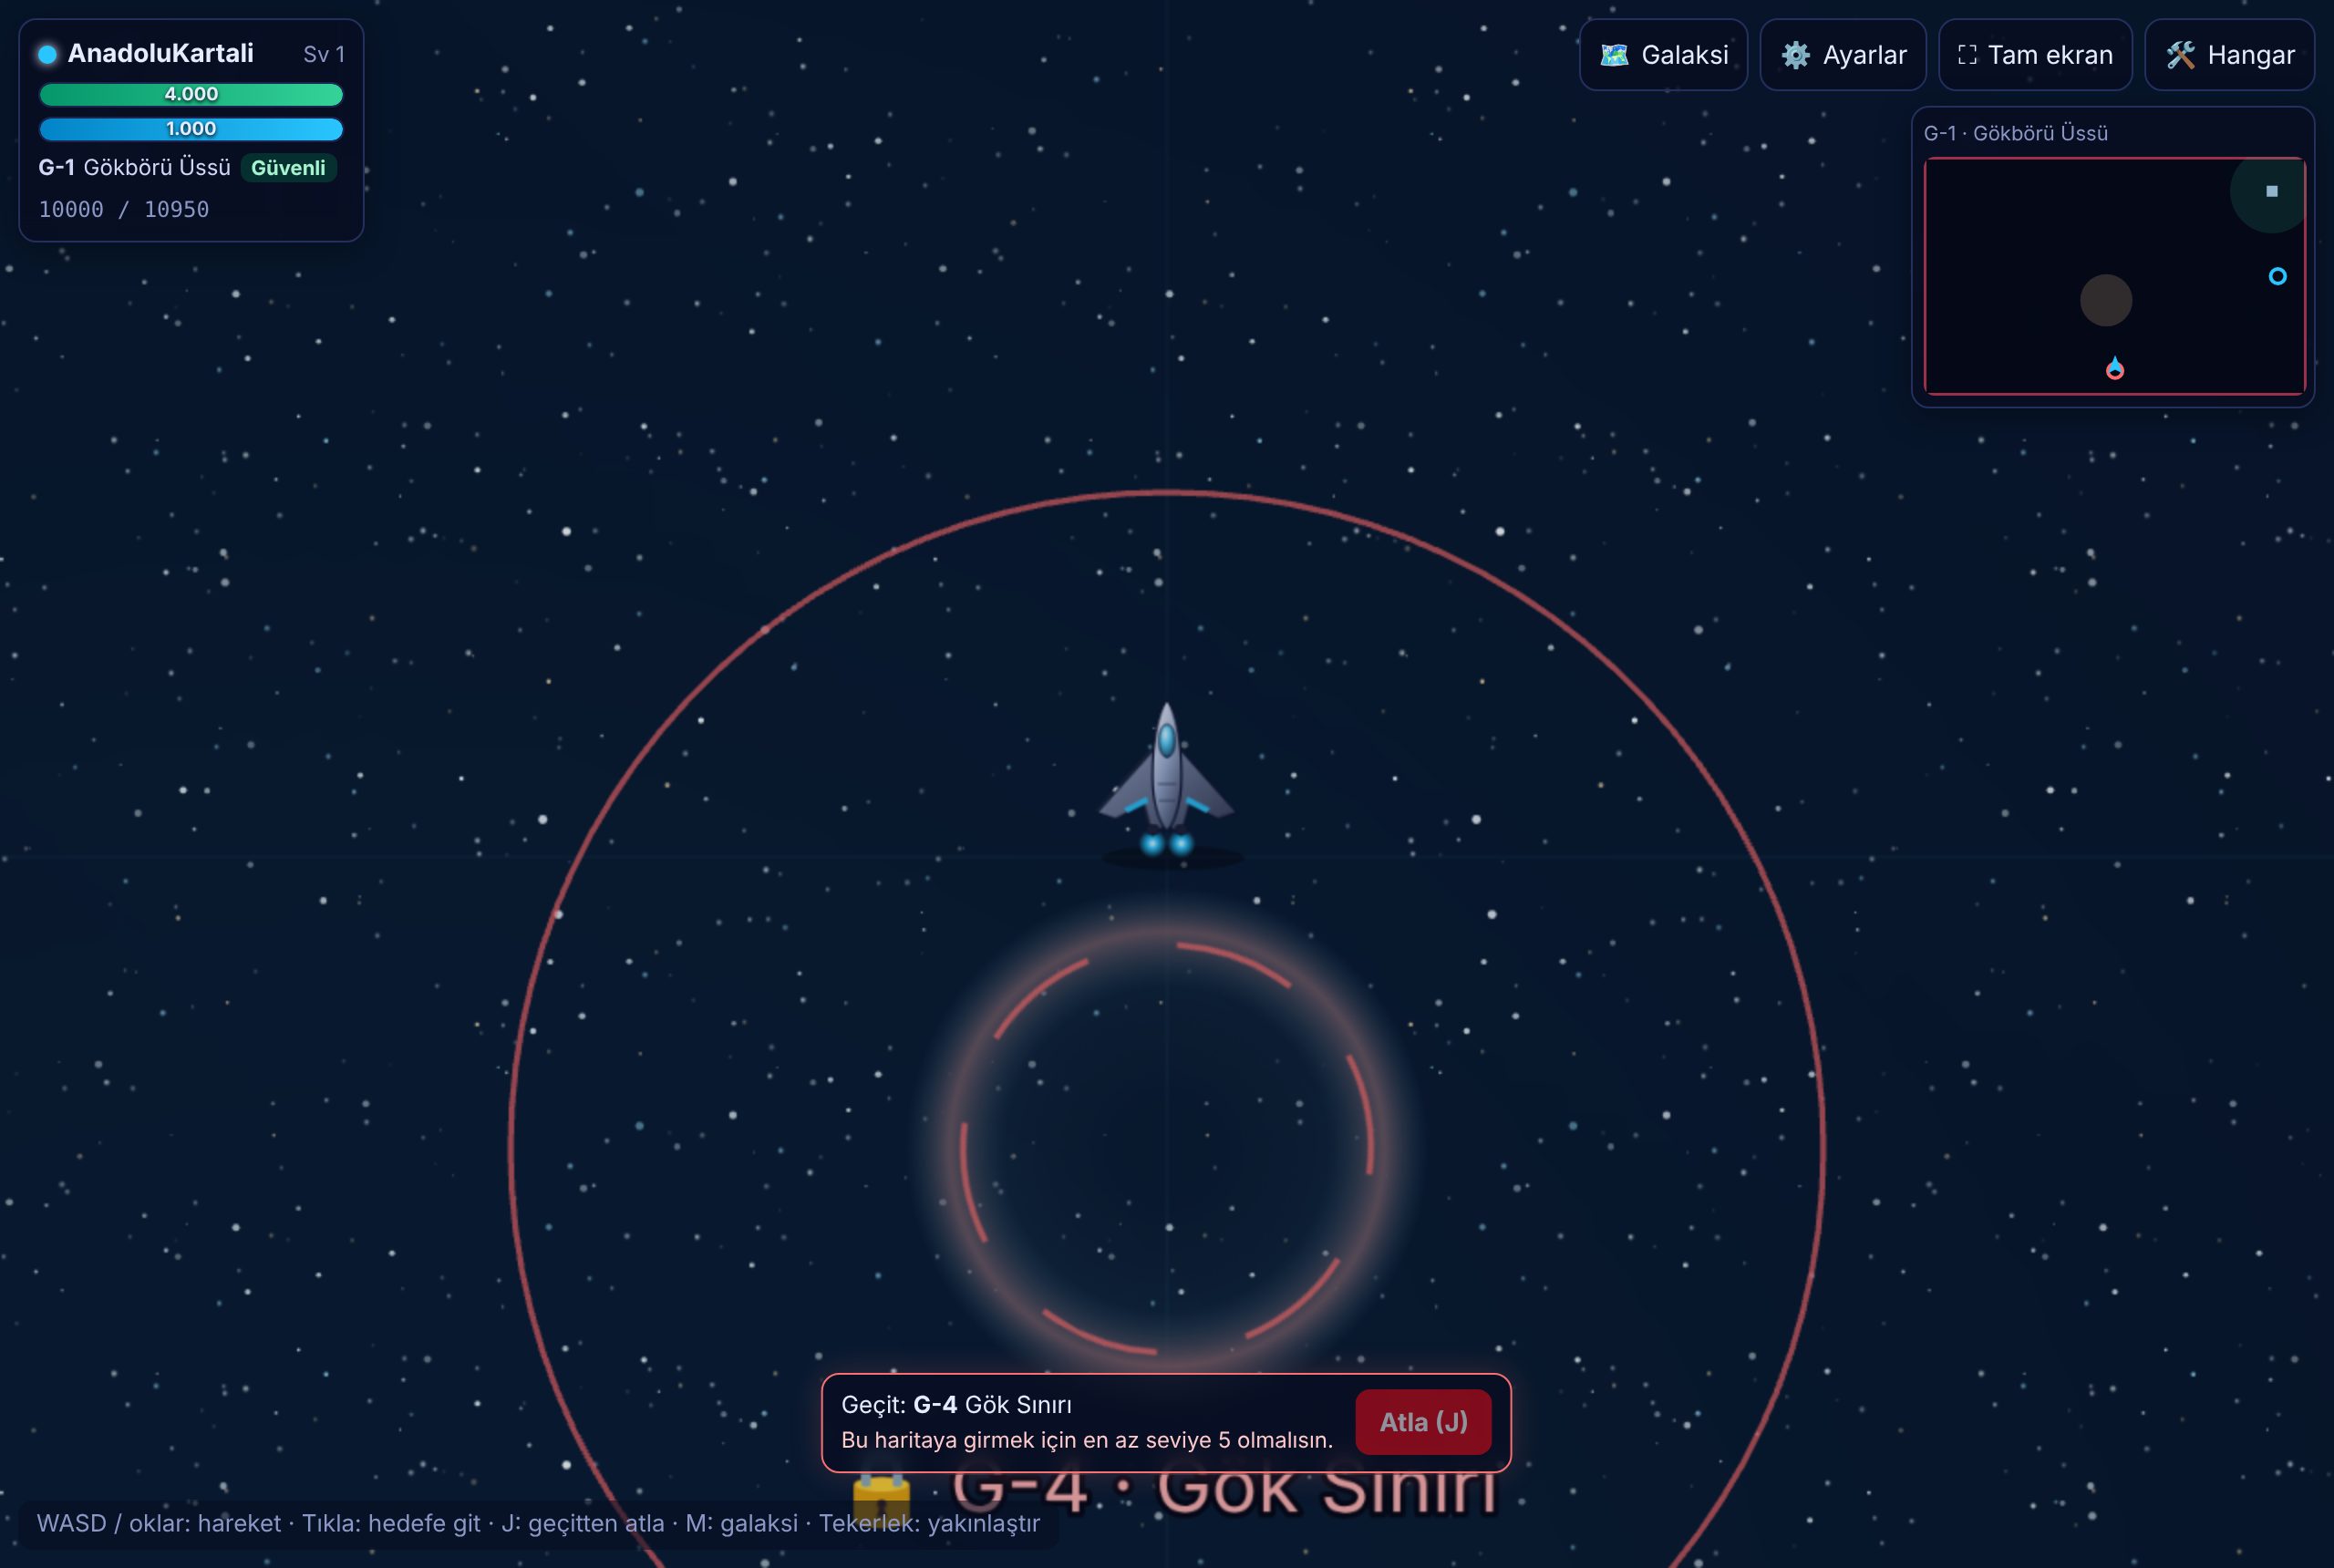 AnadoluKartali Sv 1
4.000
1.000
G-1 Gökbörü Üssü Güvenli
10000 / 10950
Galaksi
Ayarlar
Tam ekran
Hangar
G-1 · Gökbörü Üssü
Geçit: G-4 Gök Sınırı
Bu haritaya girmek için en az seviye 5 olmalısın.
Atla (J)
G-4 · Gök Sınırı
WASD / oklar: hareket · Tıkla: hedefe git · J: geçitten atla · M: galaksi · Tekerlek: yakınlaştır